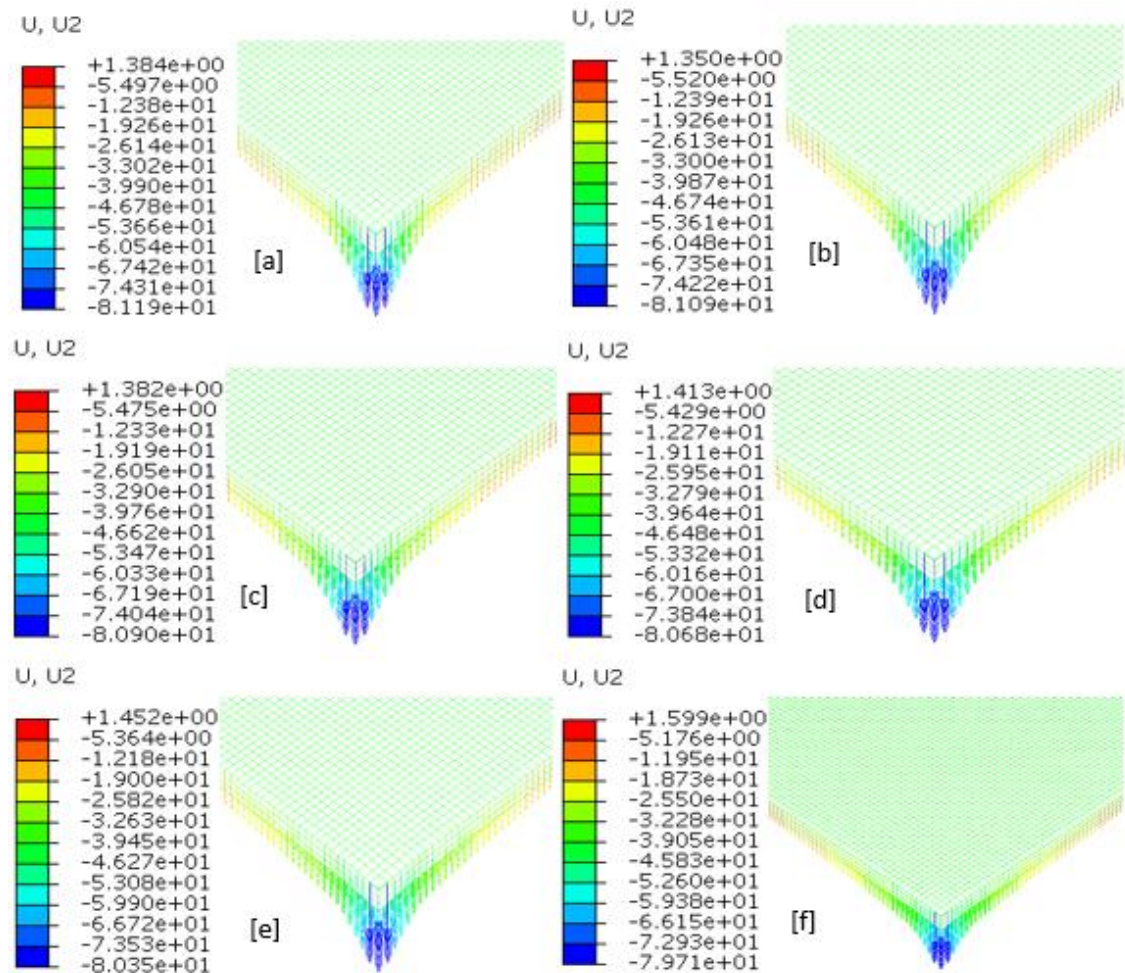 U, U2
+1.384e+00
-5.497e+00
-1.238e+01
-1.926e+01
-2.614e+01
-3.302e+01
-3.990e+01
-4.678e+01
-5.366e+01
-6.054e+01
-6.742e+01
-7.431e+01
-8.119e+01
[a]
U, U2
+1.350e+00
-5.520e+00
-1.239e+01
-1.926e+01
-2.613e+01
-3.300e+01
-3.987e+01
-4.674e+01
-5.361e+01
-6.048e+01
-6.735e+01
-7.422e+01
-8.109e+01
[b]
U, U2
+1.382e+00
-5.475e+00
-1.233e+01
-1.919e+01
-2.605e+01
-3.290e+01
-3.976e+01
-4.662e+01
-5.347e+01
-6.033e+01
-6.719e+01
-7.404e+01
-8.090e+01
[c]
U, U2
+1.413e+00
-5.429e+00
-1.227e+01
-1.911e+01
-2.595e+01
-3.279e+01
-3.964e+01
-4.648e+01
-5.332e+01
-6.016e+01
-6.700e+01
-7.384e+01
-8.068e+01
[d]
U, U2
+1.452e+00
-5.364e+00
-1.218e+01
-1.900e+01
-2.582e+01
-3.263e+01
-3.945e+01
-4.627e+01
-5.308e+01
-5.990e+01
-6.672e+01
-7.353e+01
-8.035e+01
[e]
U, U2
+1.599e+00
-5.176e+00
-1.195e+01
-1.873e+01
-2.550e+01
-3.228e+01
-3.905e+01
-4.583e+01
-5.260e+01
-5.938e+01
-6.615e+01
-7.293e+01
-7.971e+01
[f]